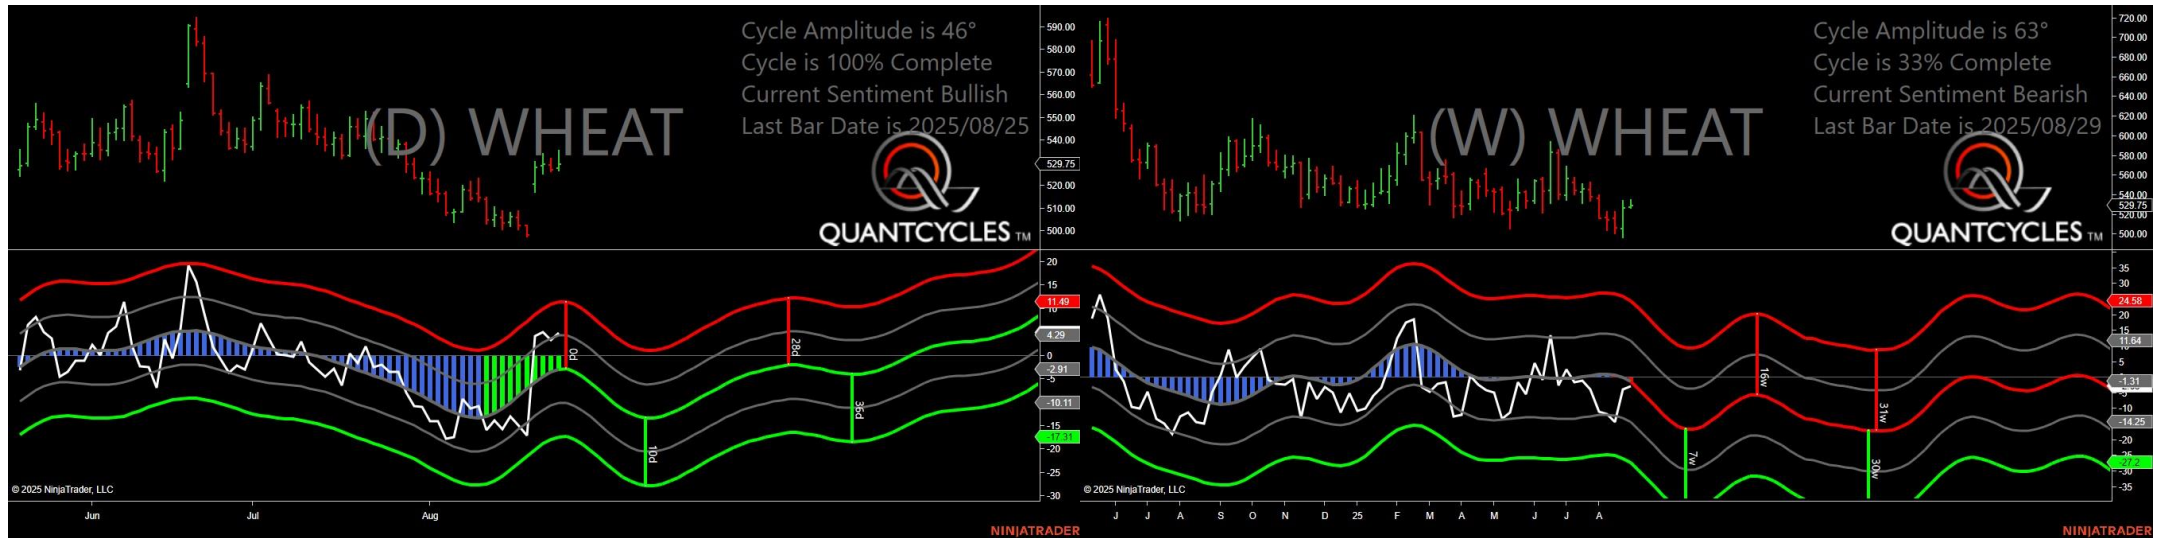 Cycle Amplitude is 46°
Cycle is 100% Complete
Current Sentiment Bullish
Last Bar Date is 2025/08/25
(D) WHEAT
QUANTCYCLES TM
590.00
580.00
570.00
560.00
550.00
540.00
529.75
520.00
510.00
500.00
20
15
11.49
10
4.29
0
-2.91
-5
-10.11
-15
-17.31
-20
-25
-30
0d
10d
28d
36d
© 2025 NinjaTrader, LLC
Jun Jul Aug
NINJATRADER
Cycle Amplitude is 63°
Cycle is 33% Complete
Current Sentiment Bearish
Last Bar Date is 2025/08/29
(W) WHEAT
QUANTCYCLES TM
720.00
700.00
680.00
660.00
640.00
620.00
600.00
580.00
560.00
540.00
529.75
520.00
500.00
35
30
24.58
20
15
11.64
5
-1.31
-5
-10
-14.25
-20
-27.2
-30
-35
7w
16w
30w
31w
© 2025 NinjaTrader, LLC
J J A S O N D 25 F M A M J J A
NINJATRADER